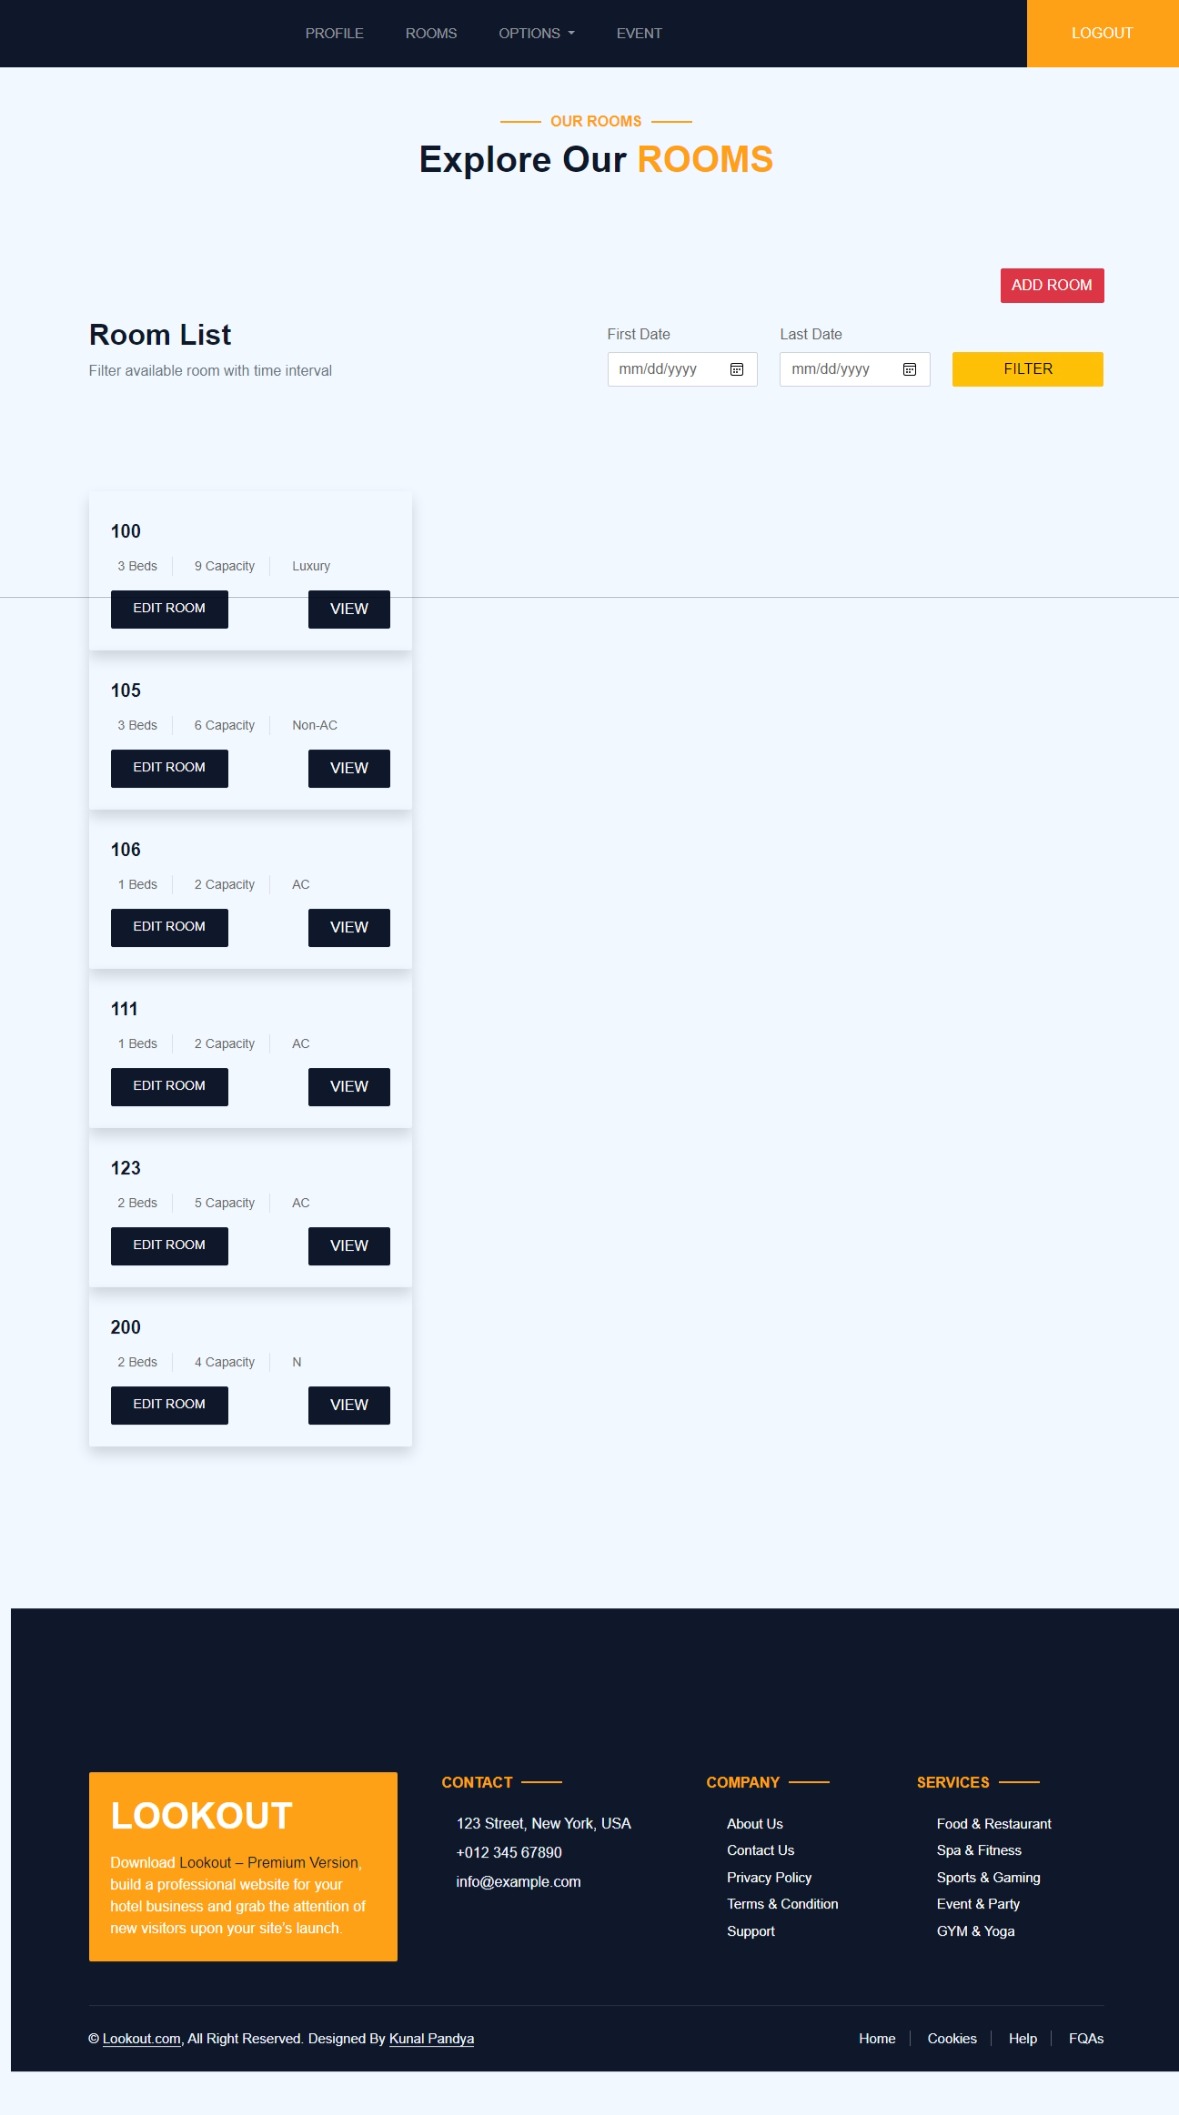 PROFILE ROOMS OPTIONS EVENT LOGOUT
OUR ROOMS
Explore Our ROOMS
ADD ROOM
Room List
Filter available room with time interval
First Date Last Date
mm/dd/yyyy mm/dd/yyyy FILTER
100
3 Beds 9 Capacity Luxury
EDIT ROOM VIEW
105
3 Beds 6 Capacity Non-AC
EDIT ROOM VIEW
106
1 Beds 2 Capacity AC
EDIT ROOM VIEW
111
1 Beds 2 Capacity AC
EDIT ROOM VIEW
123
2 Beds 5 Capacity AC
EDIT ROOM VIEW
200
2 Beds 4 Capacity N
EDIT ROOM VIEW
LOOKOUT
Download Lookout – Premium Version,
build a professional website for your
hotel business and grab the attention of
new visitors upon your site's launch.
CONTACT
123 Street, New York, USA
+012 345 67890
info@example.com
COMPANY
About Us
Contact Us
Privacy Policy
Terms & Condition
Support
SERVICES
Food & Restaurant
Spa & Fitness
Sports & Gaming
Event & Party
GYM & Yoga
© Lookout.com, All Right Reserved. Designed By Kunal Pandya
Home Cookies Help FQAs